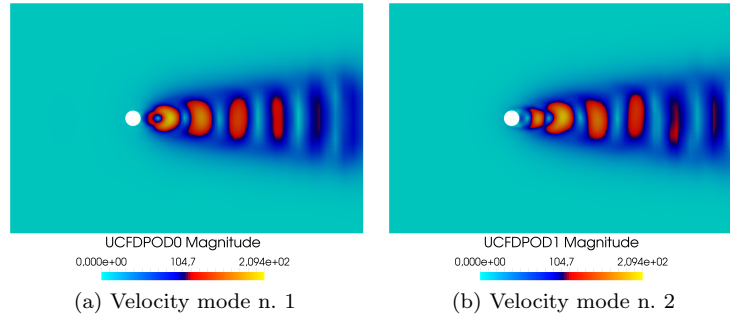 UCFDPOD0 Magnitude
0.000e+00 104,7 2.094e+02
(a) Velocity mode n. 1
UCFDPOD1 Magnitude
0.000e+00 104,7 2.094e+02
(b) Velocity mode n. 2